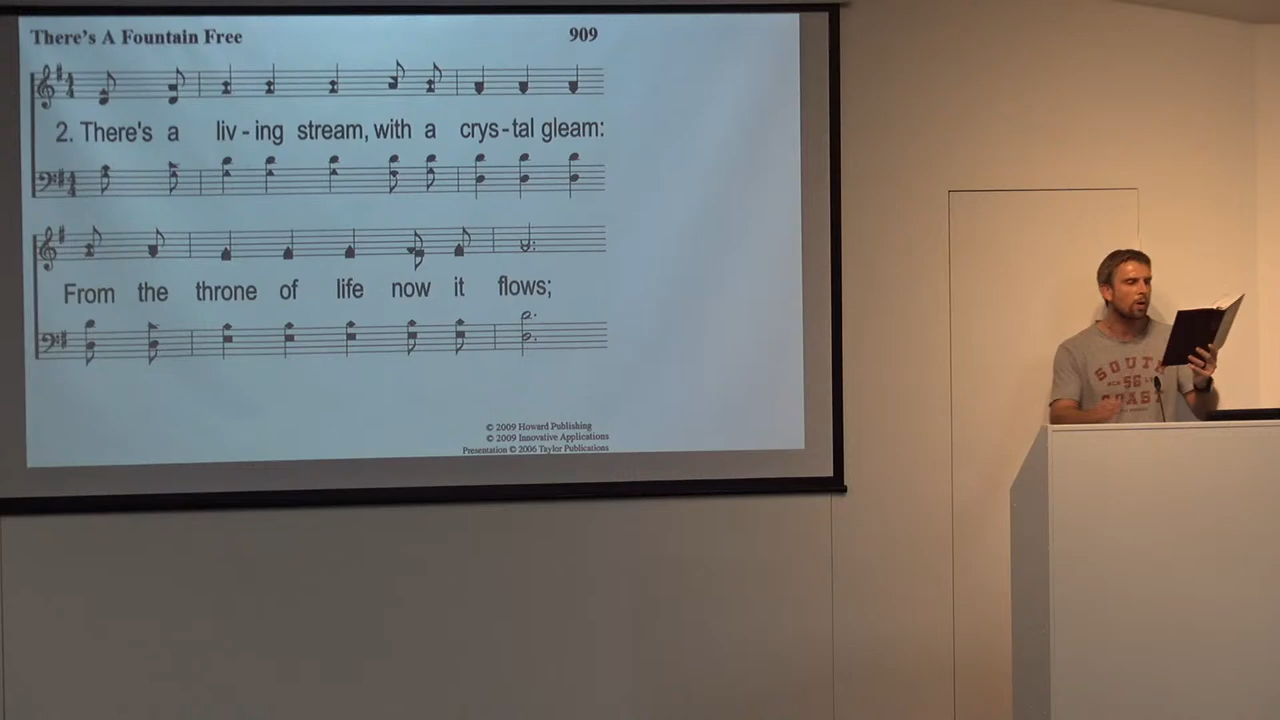 There's A Fountain Free 909
2. There's a liv - ing stream, with a crys - tal gleam:
From the throne of life now it flows;
© 2009 Howard Publishing
© 2009 Innovative Applications
Presentation © 2006 Taylor Publications
SOUTH
56
COAST